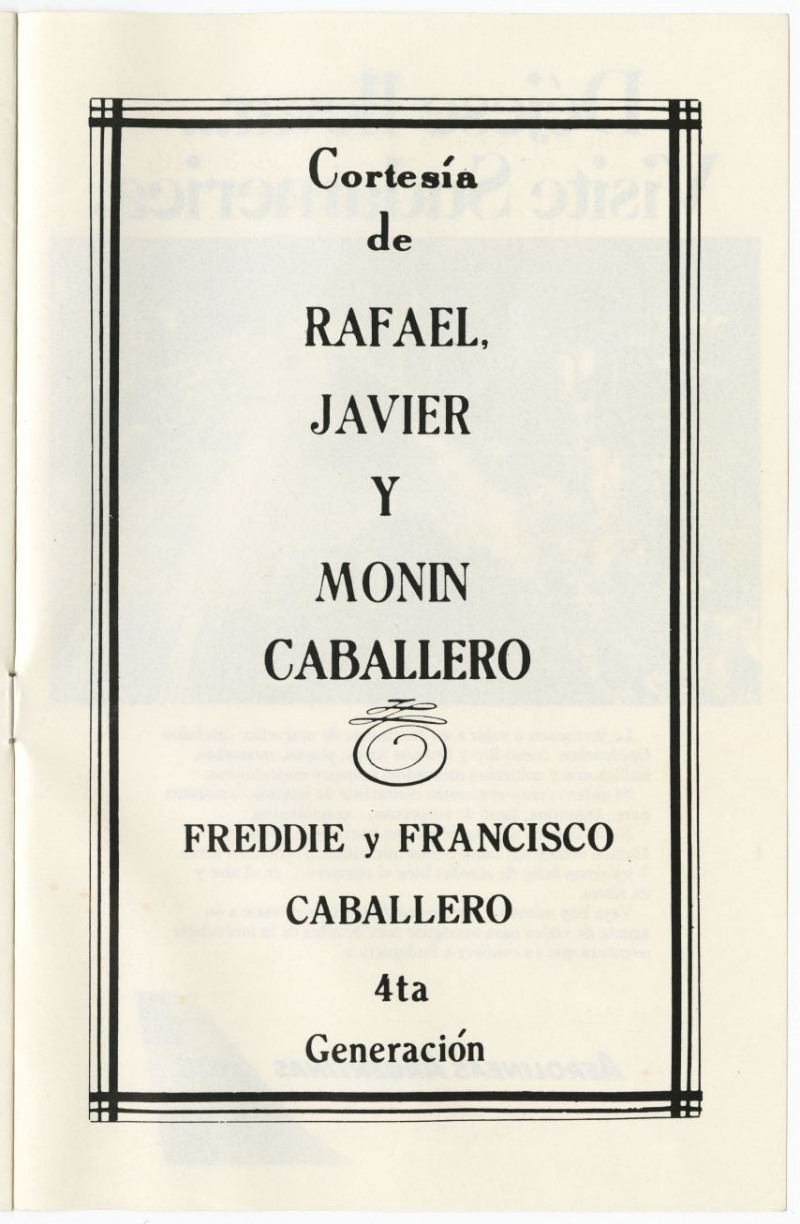 Cortesía
de
RAFAEL,
JAVIER
Y
MONIN
CABALLERO
FREDDIE y FRANCISCO
CABALLERO
4ta
Generación